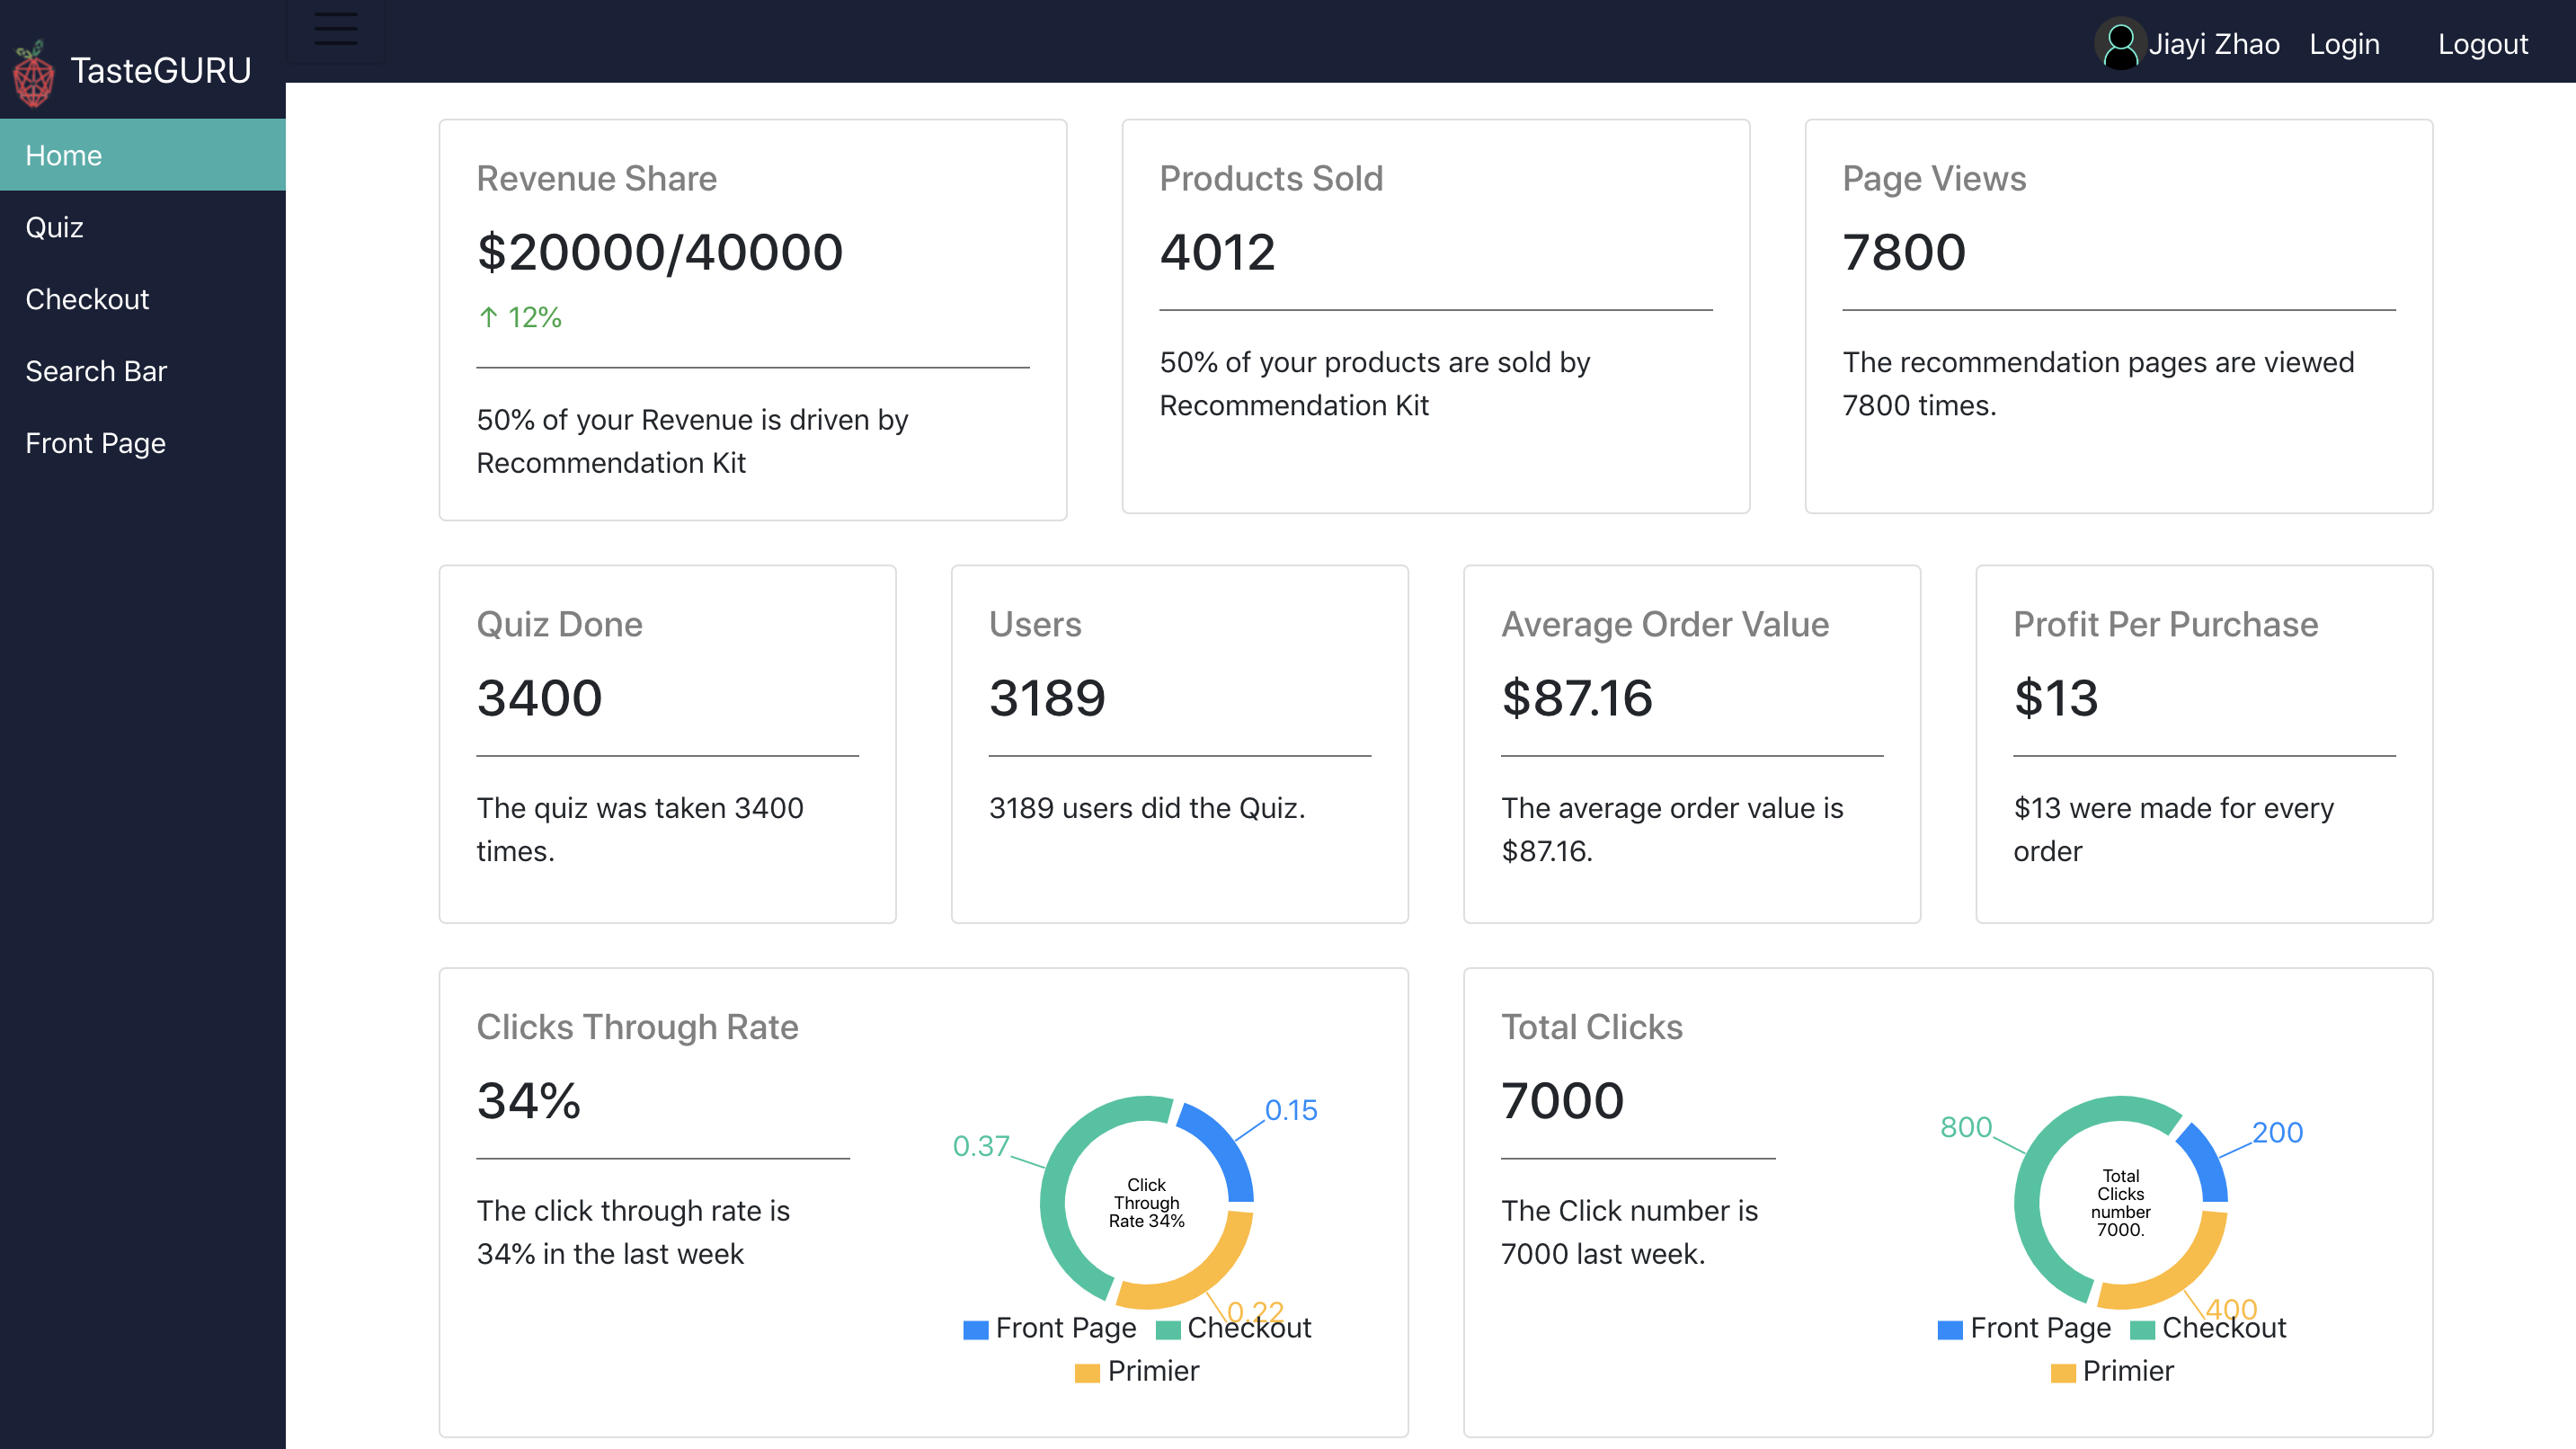 TasteGURU
Jiayi Zhao
Login
Logout
Home
Quiz
Checkout
Search Bar
Front Page
Revenue Share
$20000/40000
↑ 12%
50% of your Revenue is driven by
Recommendation Kit
Products Sold
4012
50% of your products are sold by
Recommendation Kit
Page Views
7800
The recommendation pages are viewed
7800 times.
Quiz Done
3400
The quiz was taken 3400
times.
Users
3189
3189 users did the Quiz.
Average Order Value
$87.16
The average order value is
$87.16.
Profit Per Purchase
$13
$13 were made for every
order
Clicks Through Rate
34%
The click through rate is
34% in the last week
0.15
0.37
Click
Through
Rate 34%
0.22
Front Page
Checkout
Primier
Total Clicks
7000
The Click number is
7000 last week.
800
200
Total
Clicks
number
7000.
400
Front Page
Checkout
Primier